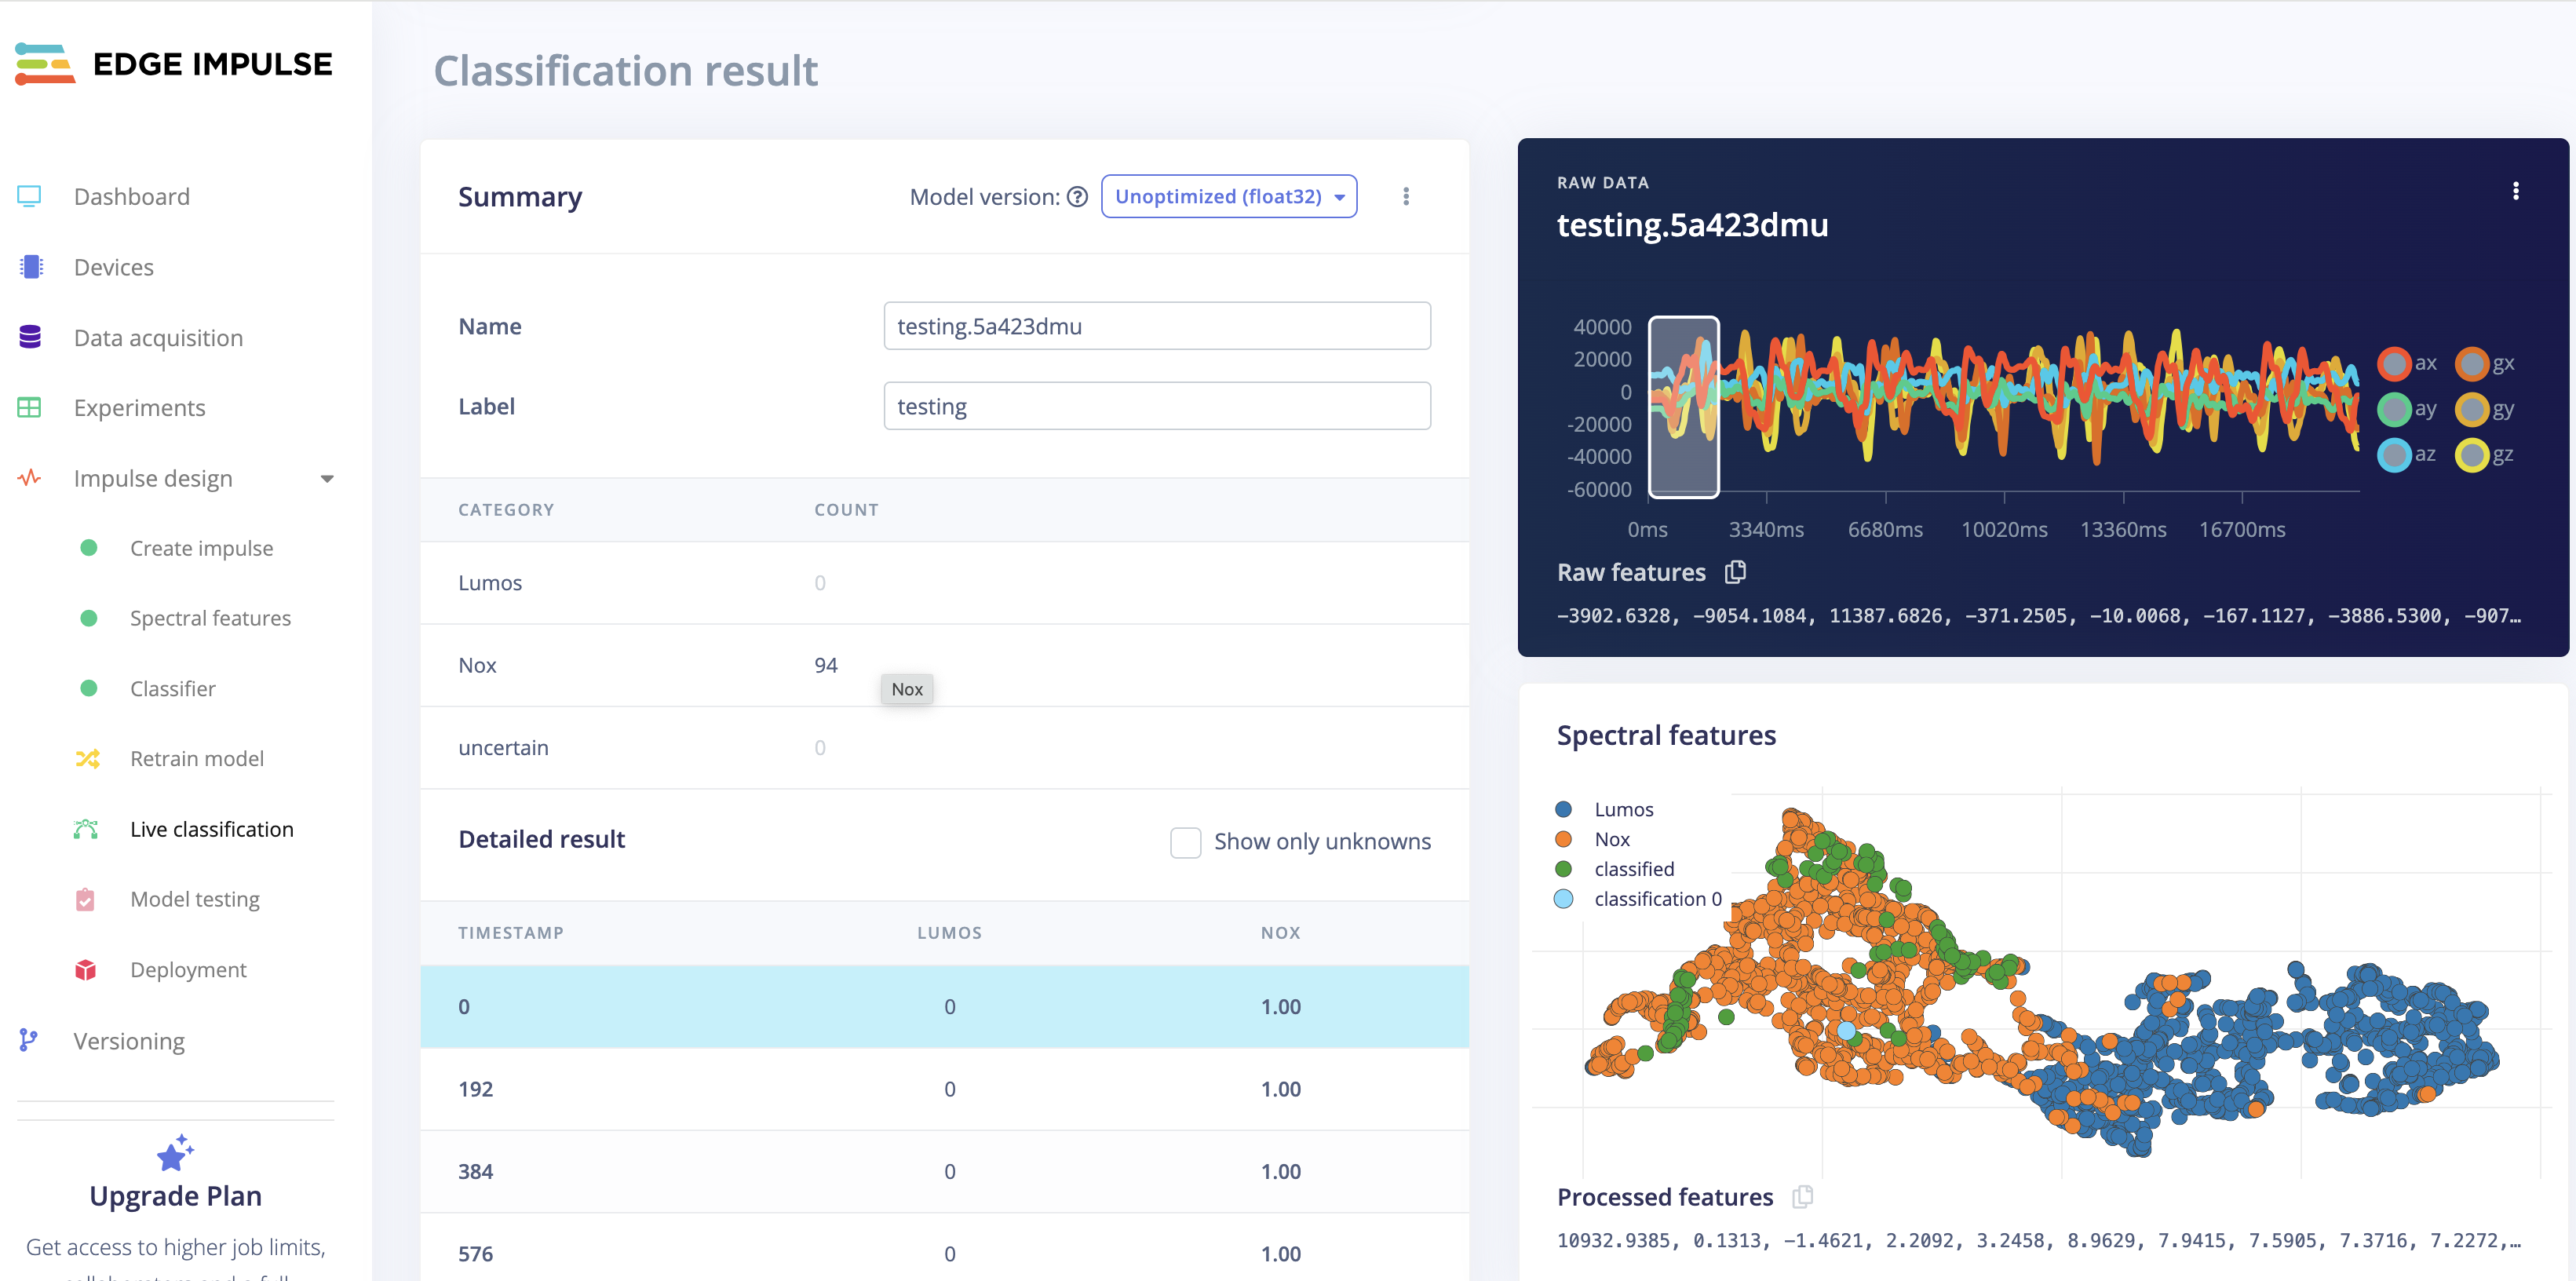 EDGE IMPULSE
Dashboard
Devices
Data acquisition
Experiments
Impulse design
Create impulse
Spectral features
Classifier
Retrain model
Live classification
Model testing
Deployment
Versioning
Upgrade Plan
Get access to higher job limits,
Classification result
Summary
Model version: ? Unoptimized (float32)
Name testing.5a423dmu
Label testing
CATEGORY COUNT
Lumos 0
Nox 94
Nox
uncertain 0
Detailed result Show only unknowns
TIMESTAMP LUMOS NOX
0 0 1.00
192 0 1.00
384 0 1.00
576 0 1.00
RAW DATA
testing.5a423dmu
40000
20000
0
-20000
-40000
-60000
0ms 3340ms 6680ms 10020ms 13360ms 16700ms
ax gx
ay gy
az gz
Raw features
-3902.6328, -9054.1084, 11387.6826, -371.2505, -10.0068, -167.1127, -3886.5300, -907…
Spectral features
Lumos
Nox
classified
classification 0
Processed features
10932.9385, 0.1313, -1.4621, 2.2092, 3.2458, 8.9629, 7.9415, 7.5905, 7.3716, 7.2272,…